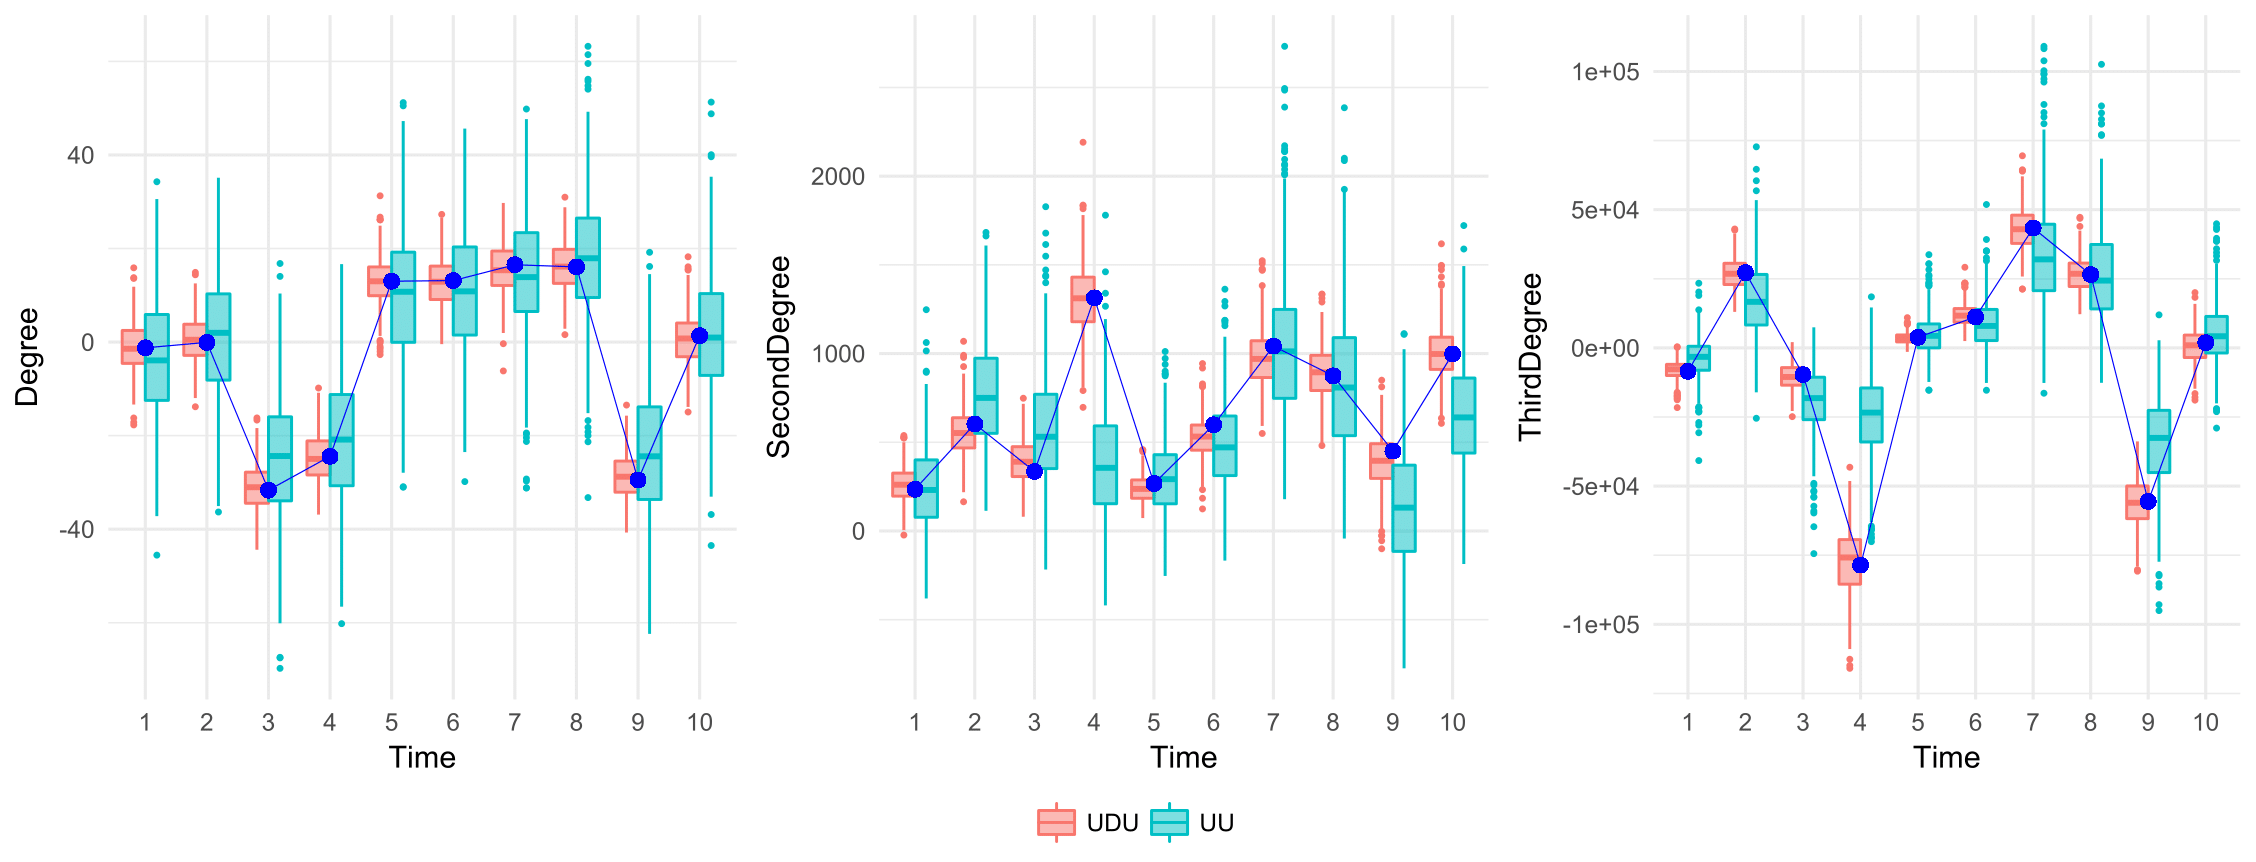 Degree
40
0
-40
1 2 3 4 5 6 7 8 9 10
Time
SecondDegree
2000
1000
0
1 2 3 4 5 6 7 8 9 10
Time
ThirdDegree
1e+05
5e+04
0e+00
-5e+04
-1e+05
1 2 3 4 5 6 7 8 9 10
Time
UDU UU